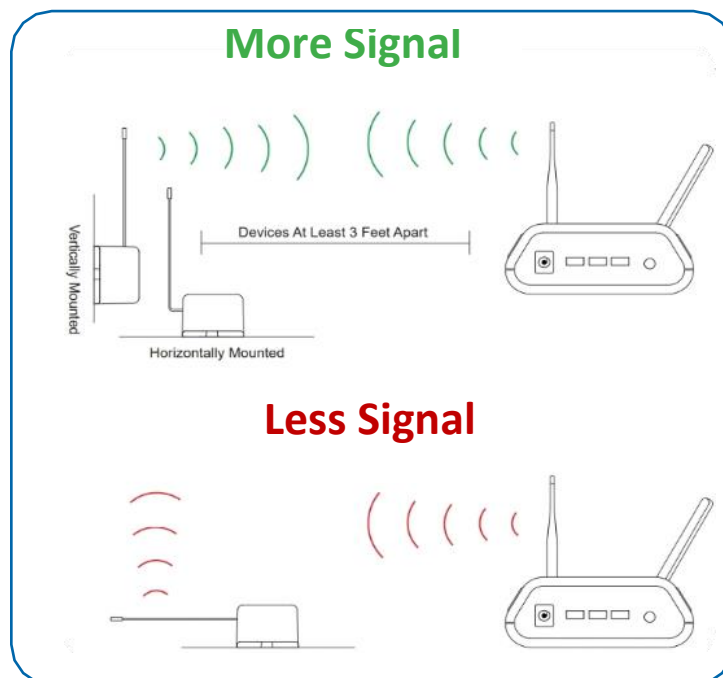 More Signal
Devices At Least 3 Feet Apart
Vertically Mounted
Horizontally Mounted
Less Signal